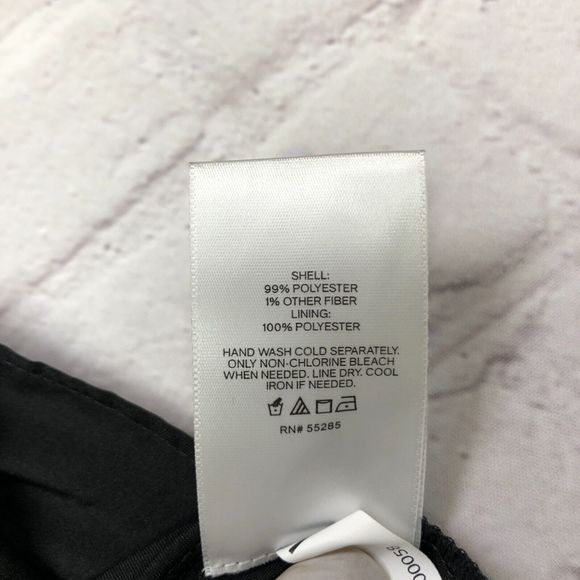 SHELL:
99% POLYESTER
1% OTHER FIBER
LINING:
100% POLYESTER
HAND WASH COLD SEPARATELY.
ONLY NON-CHLORINE BLEACH
WHEN NEEDED. LINE DRY. COOL
IRON IF NEEDED.
RN# 55285